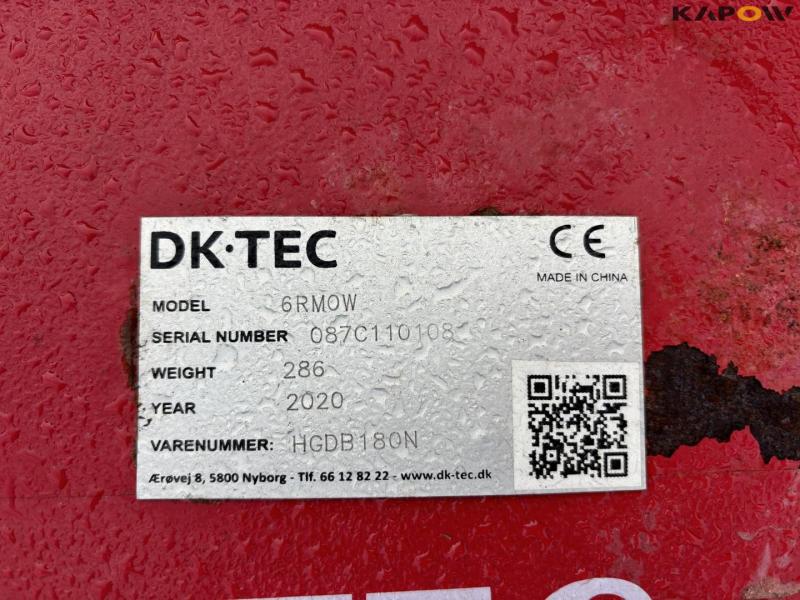 KAPOW
DK·TEC
CE
MADE IN CHINA
MODEL 6RMOW
SERIAL NUMBER 087C110108
WEIGHT 286
YEAR 2020
VARENUMMER: HGDB180N
Ærøvej 8, 5800 Nyborg - Tlf. 66 12 82 22 - www.dk-tec.dk